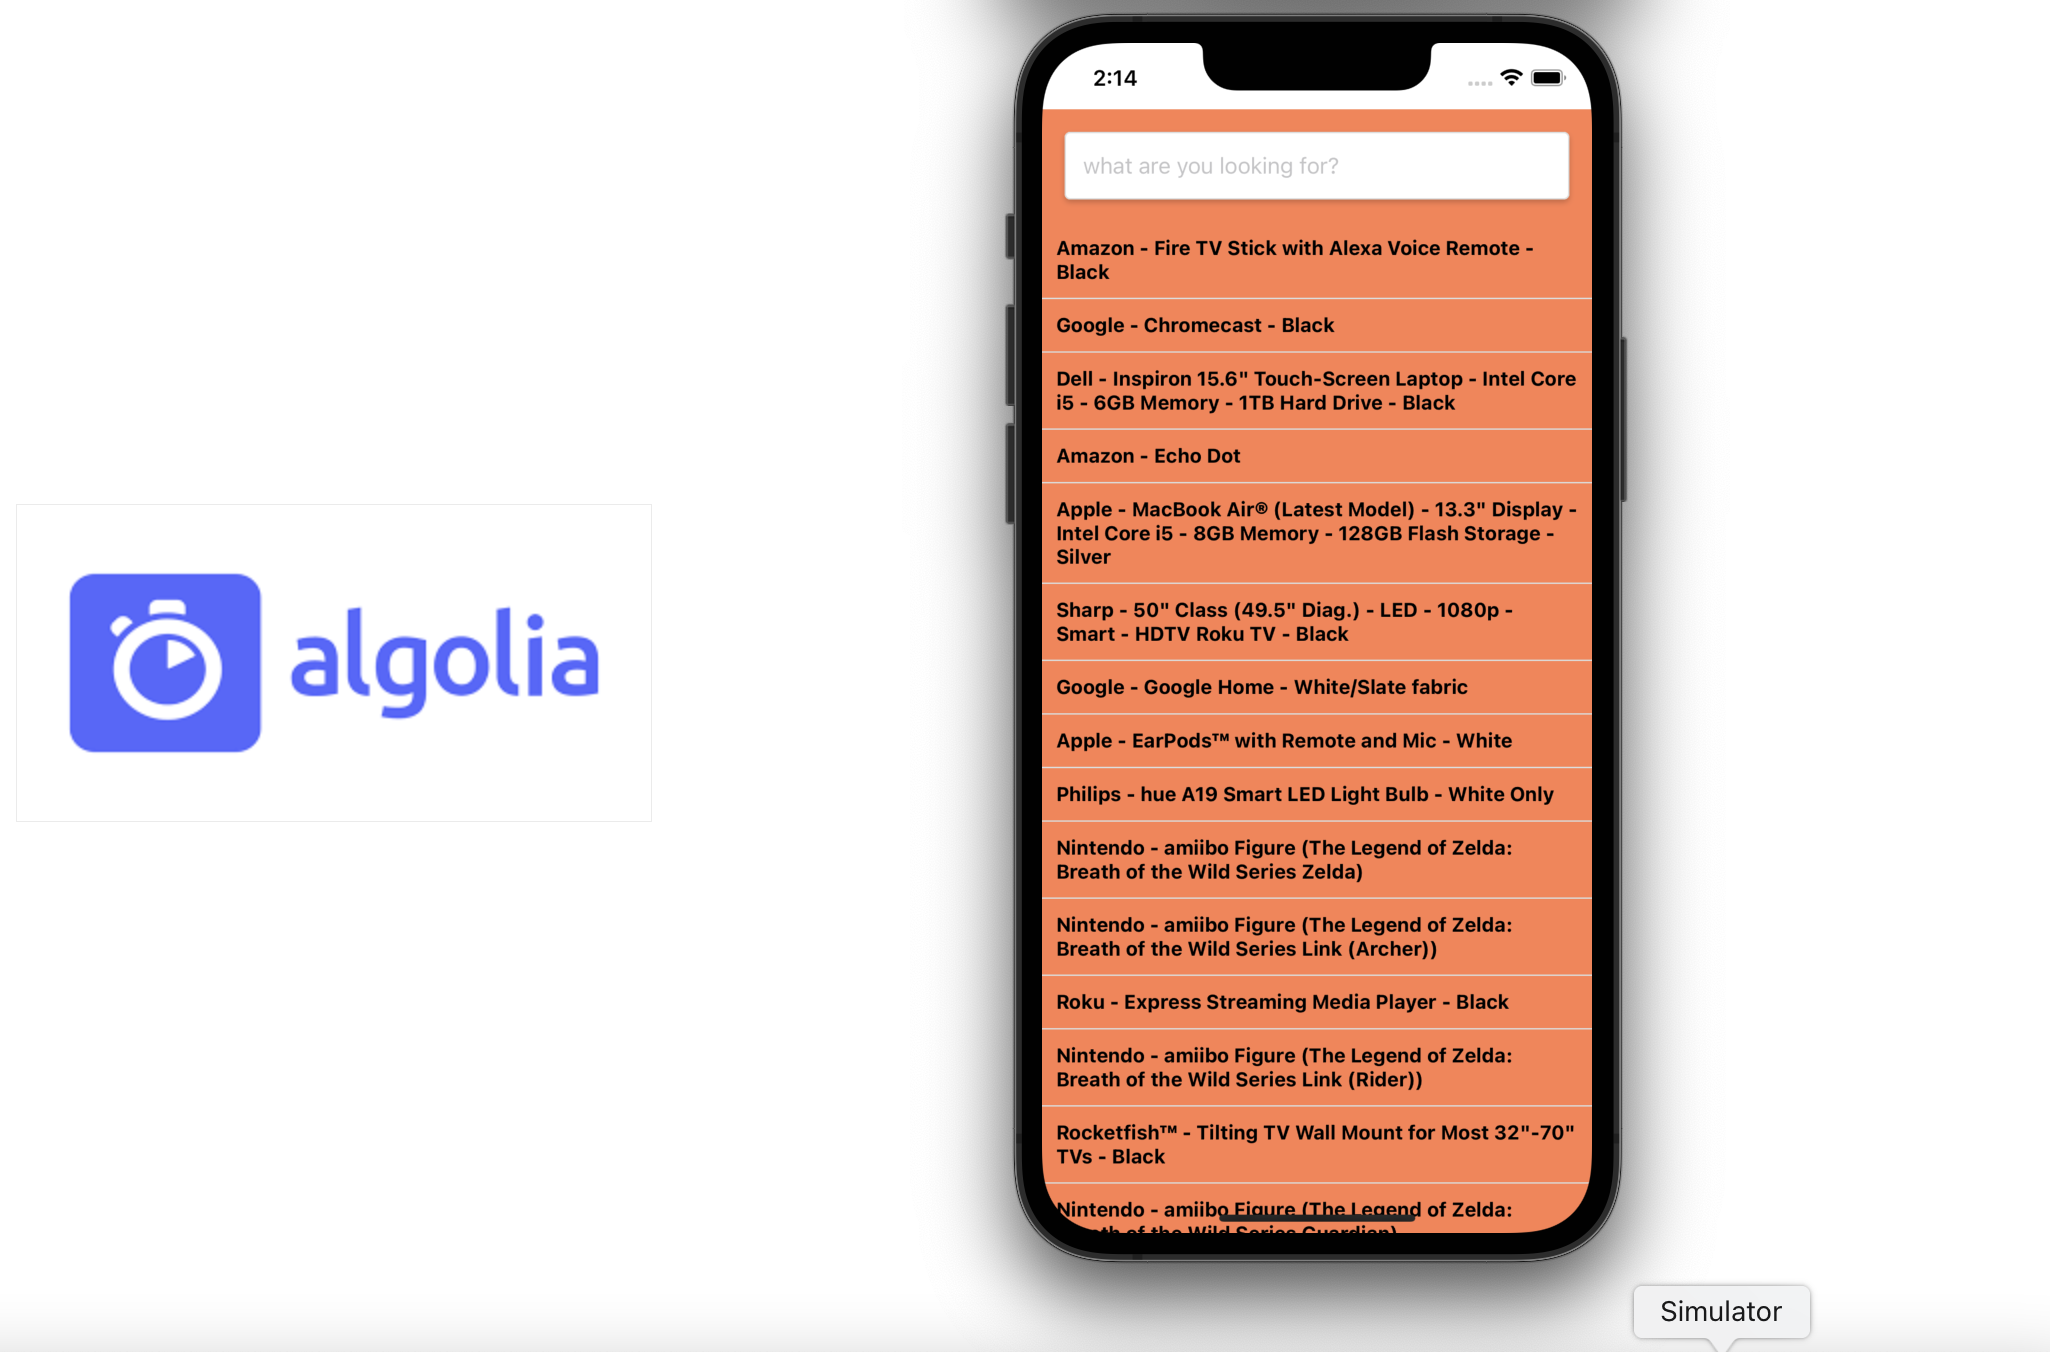 algolia
2:14
what are you looking for?
Amazon - Fire TV Stick with Alexa Voice Remote -
Black
Google - Chromecast - Black
Dell - Inspiron 15.6" Touch-Screen Laptop - Intel Core
i5 - 6GB Memory - 1TB Hard Drive - Black
Amazon - Echo Dot
Apple - MacBook Air® (Latest Model) - 13.3" Display -
Intel Core i5 - 8GB Memory - 128GB Flash Storage -
Silver
Sharp - 50" Class (49.5" Diag.) - LED - 1080p -
Smart - HDTV Roku TV - Black
Google - Google Home - White/Slate fabric
Apple - EarPods™ with Remote and Mic - White
Philips - hue A19 Smart LED Light Bulb - White Only
Nintendo - amiibo Figure (The Legend of Zelda:
Breath of the Wild Series Zelda)
Nintendo - amiibo Figure (The Legend of Zelda:
Breath of the Wild Series Link (Archer))
Roku - Express Streaming Media Player - Black
Nintendo - amiibo Figure (The Legend of Zelda:
Breath of the Wild Series Link (Rider))
Rocketfish™ - Tilting TV Wall Mount for Most 32"-70"
TVs - Black
Nintendo - amiibo Figure (The Legend of Zelda:
of the Wild Series Guardian)
Simulator